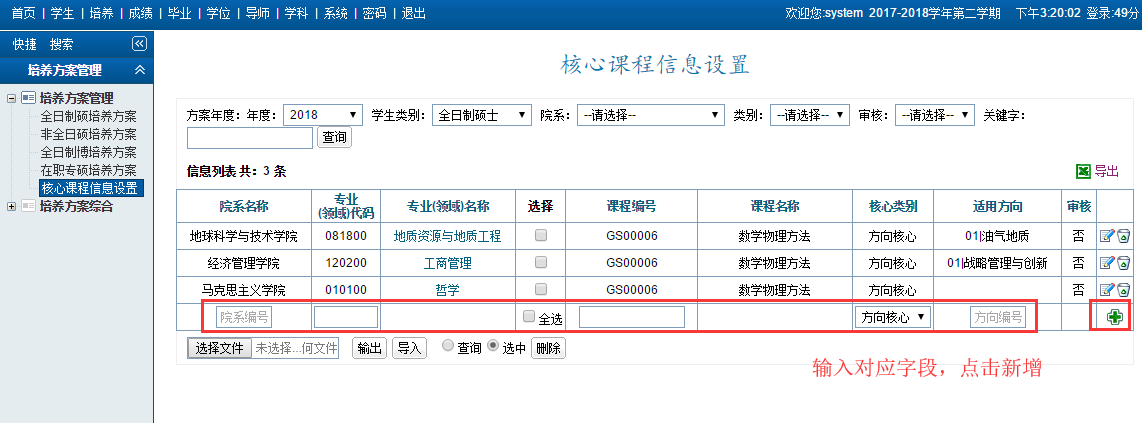 首页 | 学生 | 培养 | 成绩 | 毕业 | 学位 | 导师 | 学科 | 系统 | 密码 | 退出 欢迎您:system 2017-2018学年第二学期 下午3:20:02 登录:49分
快捷 搜索
培养方案管理
核心课程信息设置
培养方案管理
全日制硕培养方案
非全日硕培养方案
全日制博培养方案
在职专硕培养方案
核心课程信息设置
培养方案综合
方案年度: 年度: 2018 学生类别: 全日制硕士 院系: --请选择-- 类别: --请选择-- 审核: --请选择-- 关键字:
查询
信息列表 共: 3 条 导出
院系名称 专业(领域)代码 专业(领域)名称 选择 课程编号 课程名称 核心类别 适用方向 审核
地球科学与技术学院 081800 地质资源与地质工程 GS00006 数学物理方法 方向核心 01|油气地质 否
经济管理学院 120200 工商管理 GS00006 数学物理方法 方向核心 01|战略管理与创新 否
马克思主义学院 010100 哲学 GS00006 数学物理方法 方向核心 否
院系编号 全选 方向核心 方向编号
选择文件 未选择...何文件 输出 导入 查询 选中 删除
输入对应字段，点击新增